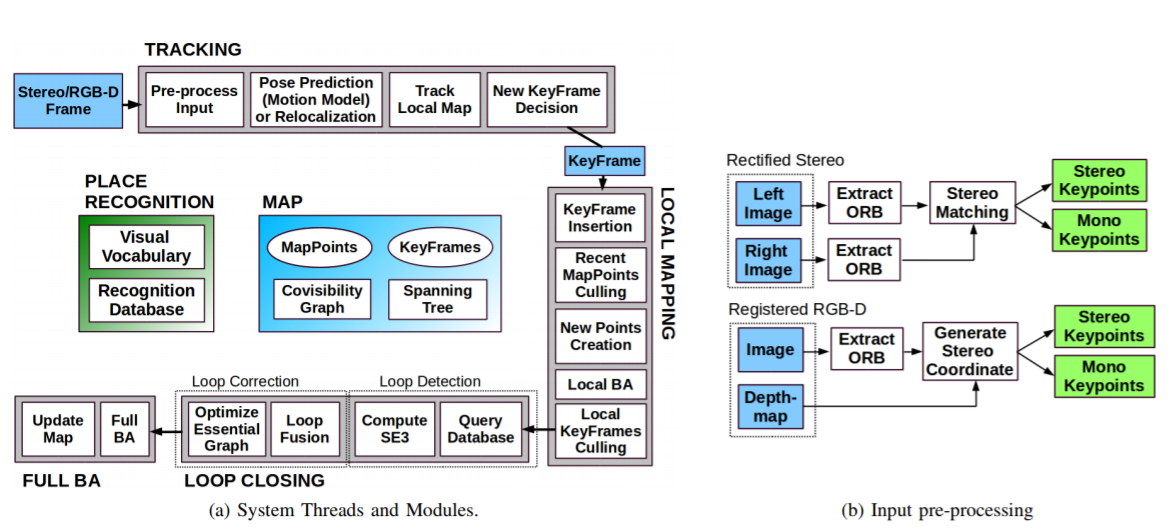 TRACKING
Stereo/RGB-D
Frame
Pre-process
Input
Pose Prediction
(Motion Model)
or Relocalization
Track
Local Map
New KeyFrame
Decision
KeyFrame
PLACE
RECOGNITION
Visual
Vocabulary
Recognition
Database
MAP
MapPoints
KeyFrames
Covisibility
Graph
Spanning
Tree
LOCAL MAPPING
KeyFrame
Insertion
Recent
MapPoints
Culling
New Points
Creation
Local BA
Local
KeyFrames
Culling
Loop Correction
Loop Detection
Update
Map
Full
BA
Optimize
Essential
Graph
Loop
Fusion
Compute
SE3
Query
Database
FULL BA
LOOP CLOSING
(a) System Threads and Modules.
Rectified Stereo
Left
Image
Extract
ORB
Stereo
Matching
Stereo
Keypoints
Mono
Keypoints
Right
Image
Extract
ORB
Registered RGB-D
Image
Extract
ORB
Generate
Stereo
Coordinate
Stereo
Keypoints
Mono
Keypoints
Depth-
map
(b) Input pre-processing